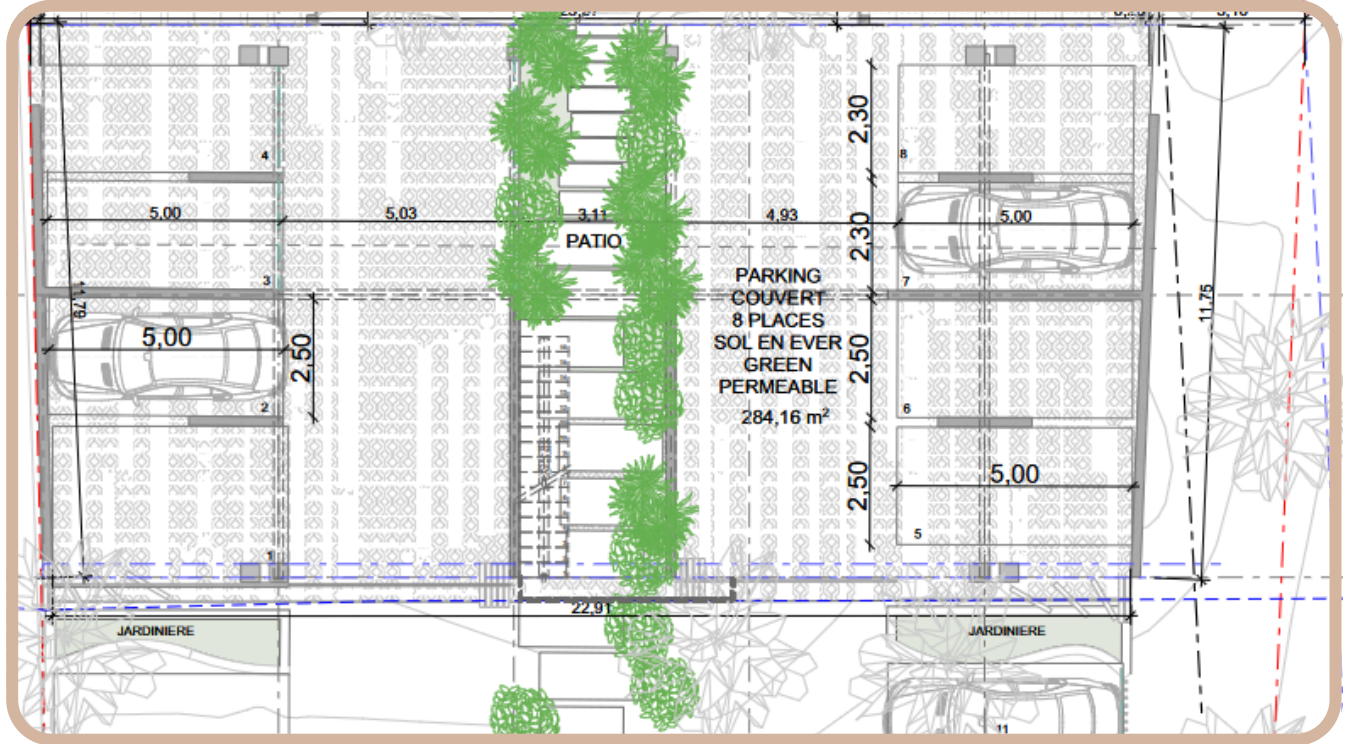 4
2,30
8
5,00
5,03
3,11
4,93
5,00
PATIO
2,30
3
7
PARKING
COUVERT
8 PLACES
SOL EN EVER
GREEN
PERMEABLE
284,16 m²
11,79
11,75
5,00
2,50
2,50
2
6
5,00
2,50
5
1
22,91
JARDINIERE
JARDINIERE
11